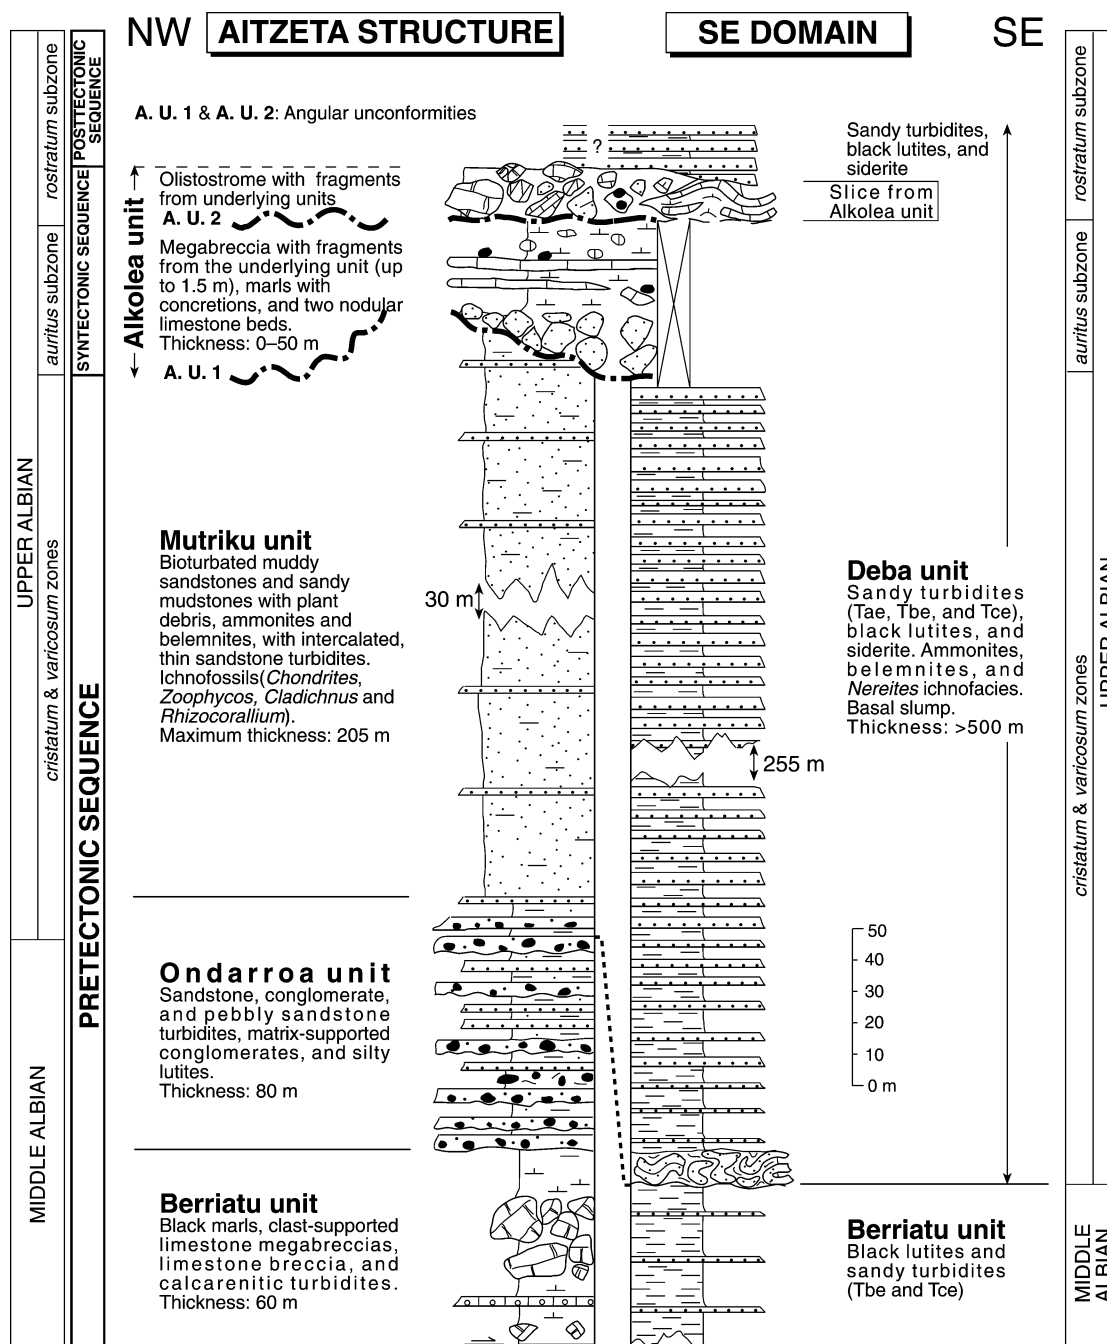 NW
AITZETA STRUCTURE
SE DOMAIN
SE
A. U. 1 & A. U. 2: Angular unconformities
UPPER ALBIAN
MIDDLE ALBIAN
rostratum subzone
auritus subzone
cristatum & varicosum zones
POSTTECTONIC
SEQUENCE
SYNTECTONIC SEQUENCE
PRETECTONIC SEQUENCE
Alkolea unit
Olistostrome with fragments
from underlying units
A. U. 2
Megabreccia with fragments
from the underlying unit (up
to 1.5 m), marls with
concretions, and two nodular
limestone beds.
Thickness: 0–50 m
A. U. 1
Mutriku unit
Bioturbated muddy
sandstones and sandy
mudstones with plant
debris, ammonites and
belemnites, with intercalated,
thin sandstone turbidites.
Ichnofossils(Chondrites,
Zoophycos, Cladichnus and
Rhizocorallium).
Maximum thickness: 205 m
30 m
Ondarroa unit
Sandstone, conglomerate,
and pebbly sandstone
turbidites, matrix-supported
conglomerates, and silty
lutites.
Thickness: 80 m
Berriatu unit
Black marls, clast-supported
limestone megabreccias,
limestone breccia, and
calcarenitic turbidites.
Thickness: 60 m
?
Sandy turbidites,
black lutites, and
siderite
Slice from
Alkolea unit
Deba unit
Sandy turbidites
(Tae, Tbe, and Tce),
black lutites, and
siderite. Ammonites,
belemnites, and
Nereites ichnofacies.
Basal slump.
Thickness: >500 m
255 m
50
40
30
20
10
0 m
Berriatu unit
Black lutites and
sandy turbidites
(Tbe and Tce)
rostratum subzone
auritus subzone
cristatum & varicosum zones
UPPER ALBIAN
MIDDLE
ALBIAN